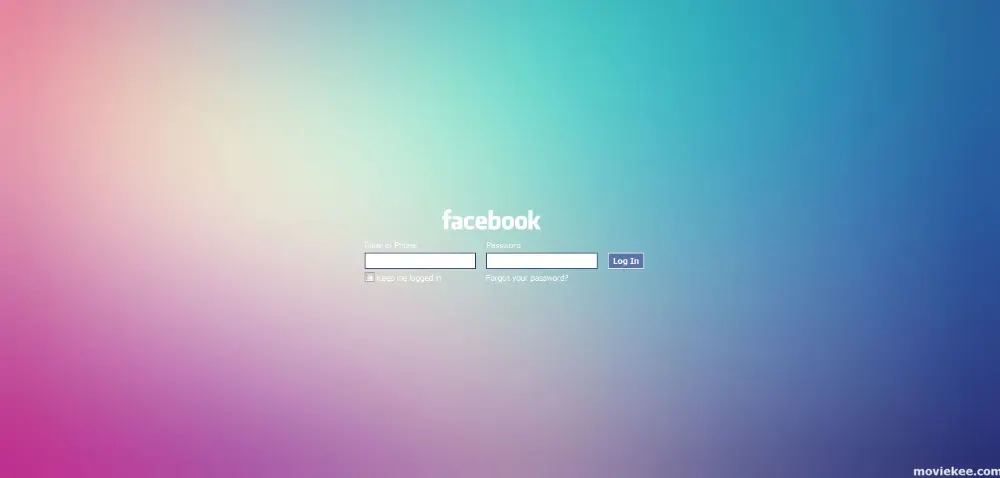 facebook
Email or Phone
Password
Log In
Keep me logged in
Forgot your password?
moviekee.com